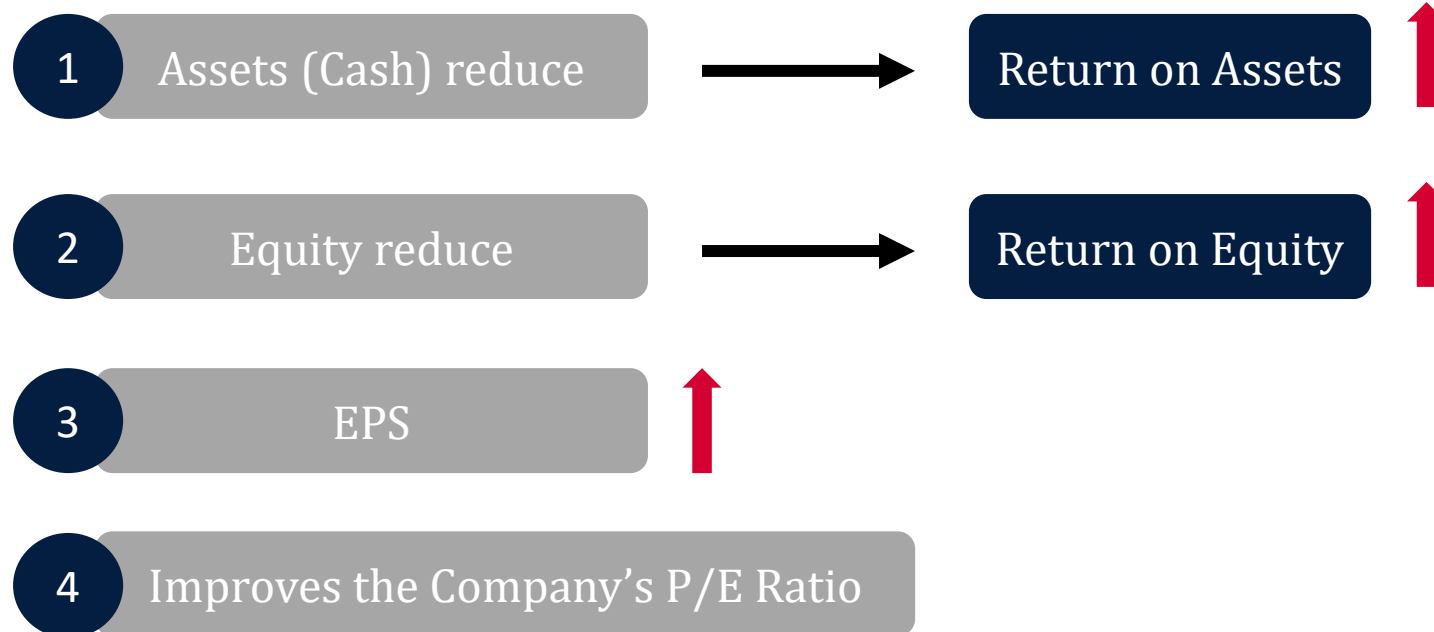 1 Assets (Cash) reduce Return on Assets
2 Equity reduce Return on Equity
3 EPS
4 Improves the Company’s P/E Ratio